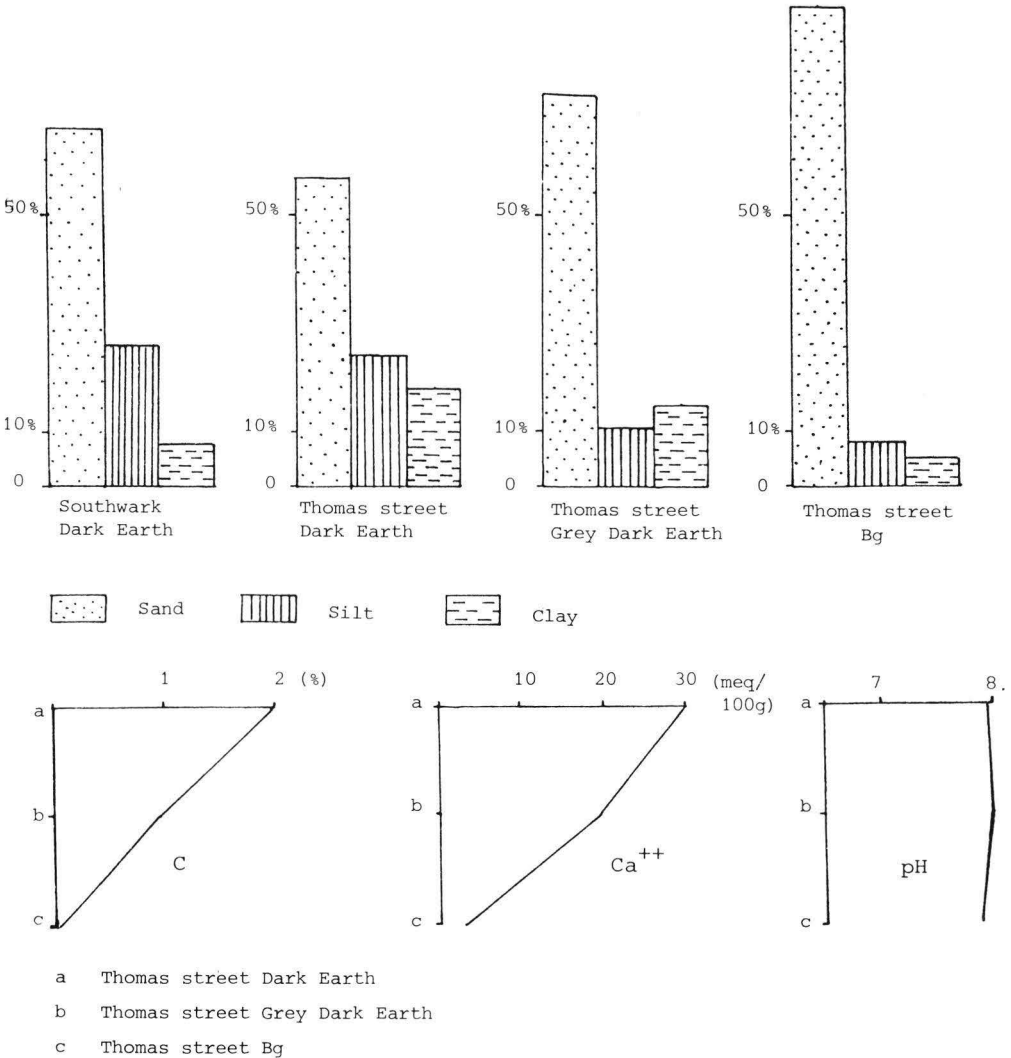 50%
50%
50%
50%
10%
10%
10%
10%
0
0
0
0
Southwark
Dark Earth
Thomas street
Dark Earth
Thomas street
Grey Dark Earth
Thomas street
Bg
Sand
Silt
Clay
1 2 (%)
a
b
c
C
10 20 30 (meq/
100g)
a
b
c
Ca++
7 8.
a
b
c
pH
a Thomas street Dark Earth
b Thomas street Grey Dark Earth
c Thomas street Bg